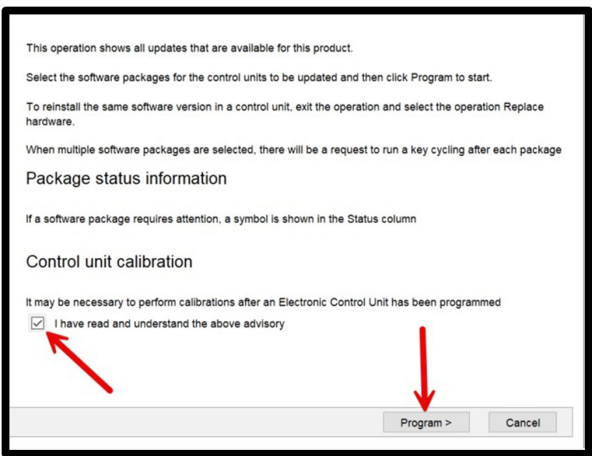 This operation shows all updates that are available for this product.
Select the software packages for the control units to be updated and then click Program to start.
To reinstall the same software version in a control unit, exit the operation and select the operation Replace
hardware.
When multiple software packages are selected, there will be a request to run a key cycling after each package
Package status information
If a software package requires attention, a symbol is shown in the Status column
Control unit calibration
It may be necessary to perform calibrations after an Electronic Control Unit has been programmed
I have read and understand the above advisory
Program > Cancel